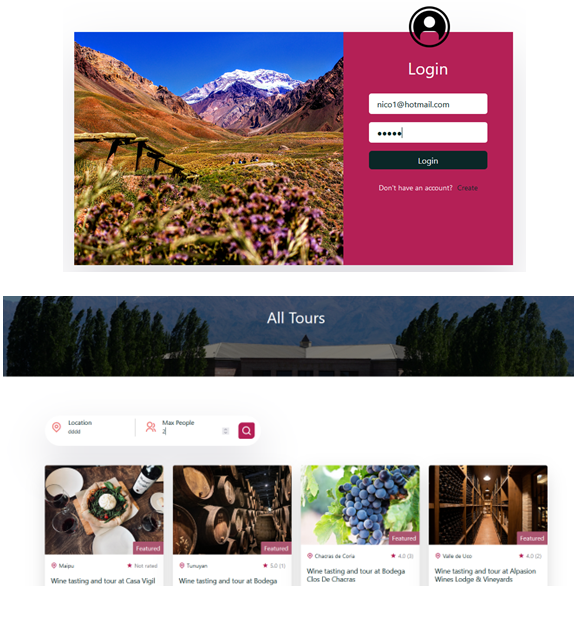 Login
nico1@hotmail.com
●●●●●
Login
Don't have an account? Create
All Tours
Location
dddd
Max People
2
Featured
Featured
Featured
Featured
Maipu
Not rated
Tunuyan
5.0 (1)
Chacras de Coria
4.0 (3)
Valle de Uso
4.0 (2)
Wine tasting and tour at Casa Vigil
Wine tasting and tour at Bodega
Wine tasting and tour at Bodega
Clos De Chacras
Wine tasting and tour at Alpasion
Wines Lodge & Vineyards